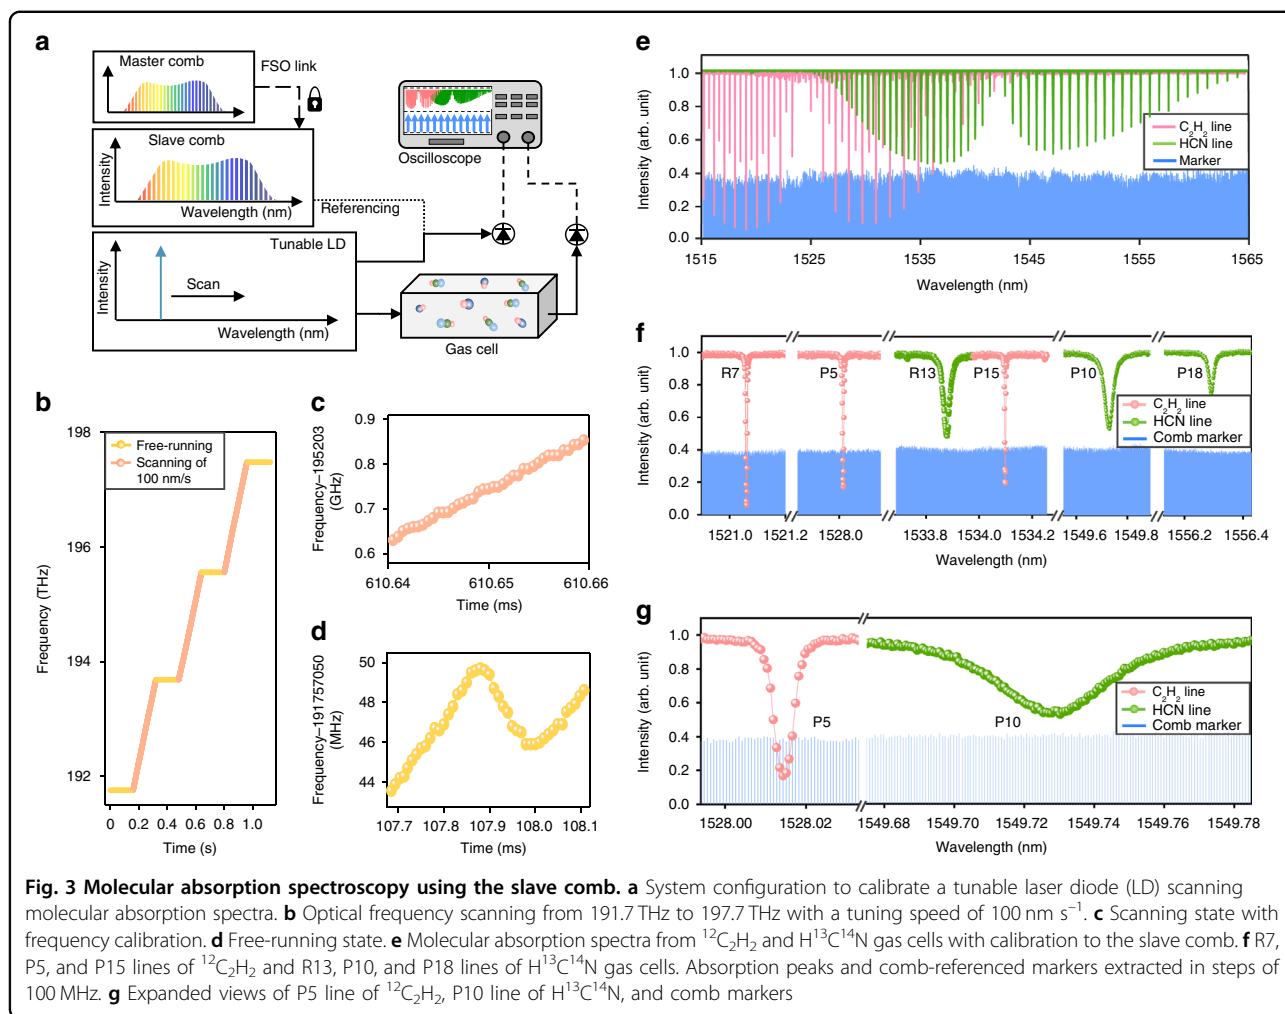 a
Master comb
FSO link
Slave comb
Intensity
Wavelength (nm)
Referencing
Oscilloscope
Tunable LD
Intensity
Scan
Wavelength (nm)
Gas cell
b
198
196
194
192
Frequency (THz)
Free-running
Scanning of
100 nm/s
0 0.2 0.6 0.8 1.0
Time (s)
c
0.9
0.8
0.7
0.6
Frequency–195203
(GHz)
610.64 610.65 610.66
Time (ms)
d
50
48
46
44
Frequency–191757050
(MHz)
107.7 107.8 107.9 108.0 108.1
Time (ms)
e
1.0
0.8
0.6
0.4
0.2
0.0
Intensity (arb. unit)
C₂H₂ line
HCN line
Marker
1515 1525 1535 1545 1555 1565
Wavelength (nm)
f
1.0
0.8
0.6
0.4
0.2
0.0
Intensity (arb. unit)
R7 P5 R13 P15 P10 P18
C₂H₂ line
HCN line
Comb marker
1521.0 1521.2 1528.0 1533.8 1534.0 1534.2 1549.6 1549.8 1556.2 1556.4
Wavelength (nm)
g
1.0
0.8
0.6
0.4
0.2
0.0
Intensity (arb. unit)
P5 P10
C₂H₂ line
HCN line
Comb marker
1528.00 1528.02 1549.68 1549.70 1549.72 1549.74 1549.76 1549.78
Wavelength (nm)
Fig. 3 Molecular absorption spectroscopy using the slave comb. a System configuration to calibrate a tunable laser diode (LD) scanning
molecular absorption spectra. b Optical frequency scanning from 191.7 THz to 197.7 THz with a tuning speed of 100 nm s⁻¹. c Scanning state with
frequency calibration. d Free-running state. e Molecular absorption spectra from ¹²C₂H₂ and H¹³C¹⁴N gas cells with calibration to the slave comb. f R7,
P5, and P15 lines of ¹²C₂H₂ and R13, P10, and P18 lines of H¹³C¹⁴N gas cells. Absorption peaks and comb-referenced markers extracted in steps of
100 MHz. g Expanded views of P5 line of ¹²C₂H₂, P10 line of H¹³C¹⁴N, and comb markers